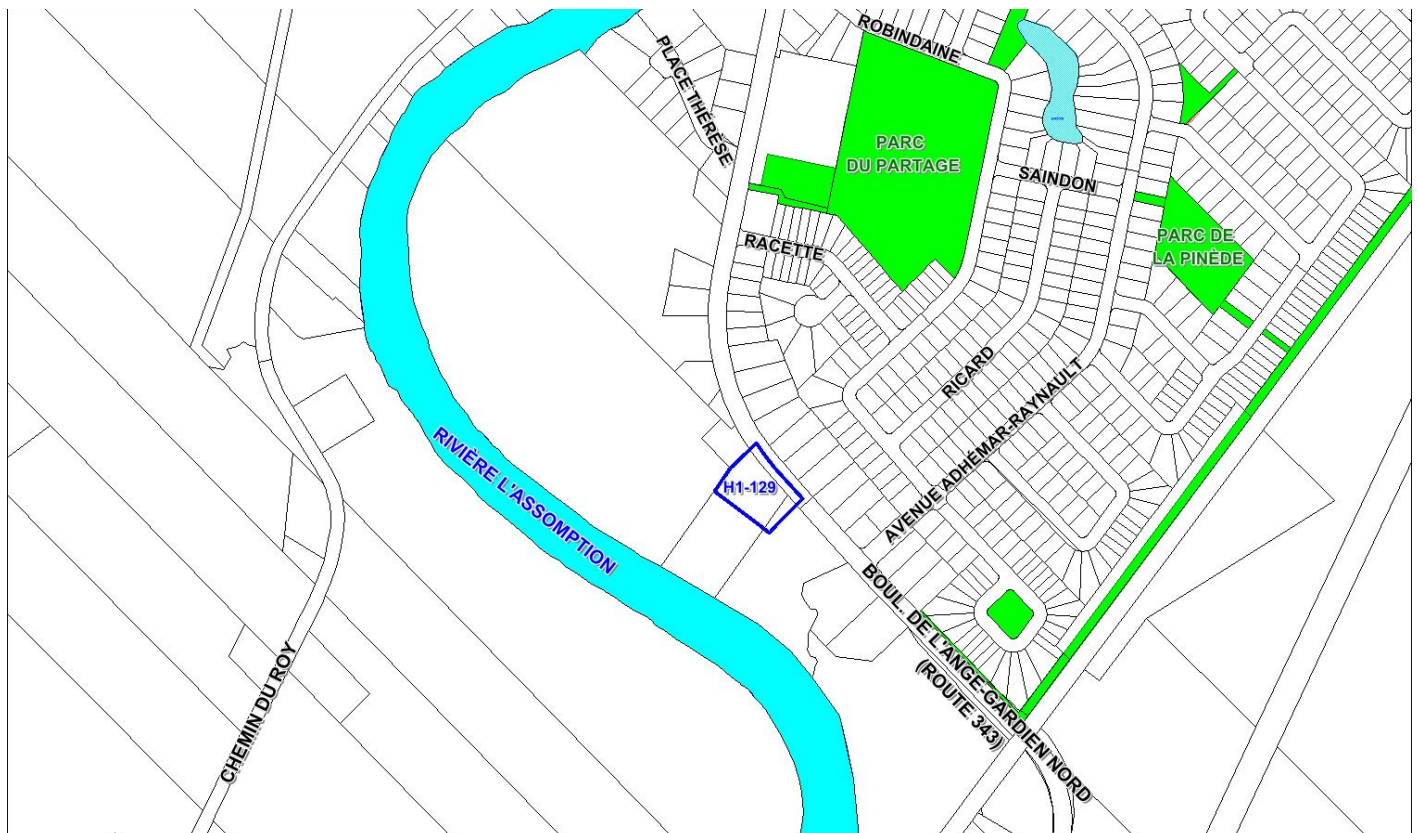 ROBINDAINE
PLACE THÉRÈSE
PARC
DU PARTAGE
SAINDON
RACETTE
PARC DE
LA PINÈDE
RICARD
AVENUE ADHÉMAR-RAYNAULT
H1-129
RIVIÈRE L'ASSOMPTION
BOUL. DE L'ANGE-GARDIEN NORD
(ROUTE 343)
CHEMIN DU ROY